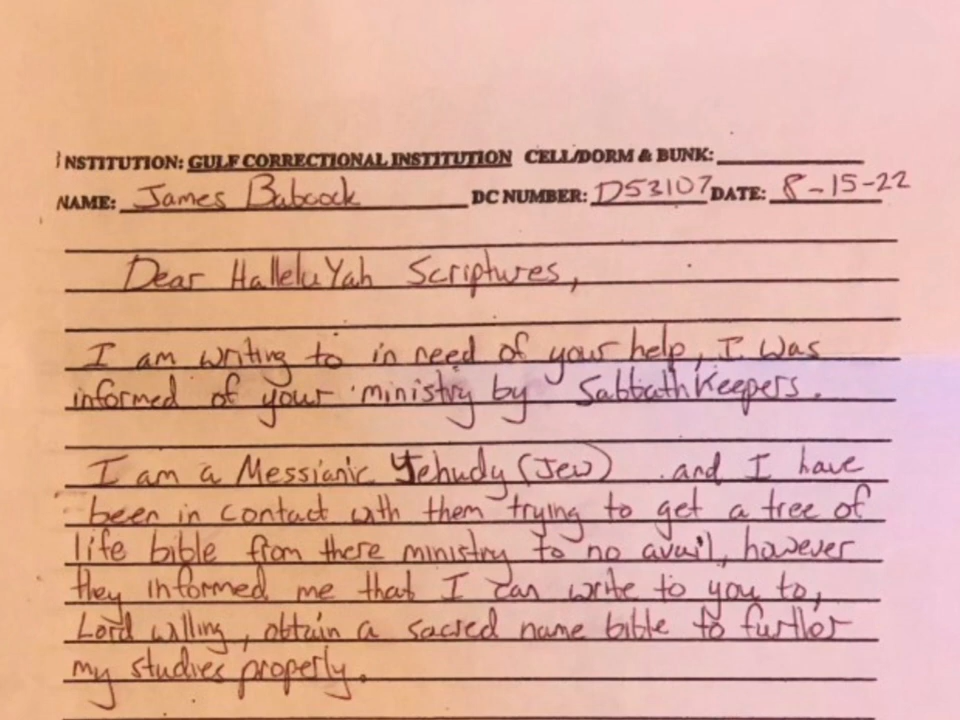 INSTITUTION: GULF CORRECTIONAL INSTITUTION CELL/DORM & BUNK:
NAME: James Babcock DC NUMBER: D53107 DATE: 8-15-22
Dear HalleluYah Scriptures,
I am writing to in need of your help, I was
informed of your ministry by SabbathKeepers.
I am a Messianic Yehudy (Jew) and I have
been in contact with them trying to get a tree of
life bible from there ministry to no avail, however
they informed me that I can write to you to,
Lord willing, obtain a sacred name bible to further
my studies properly.